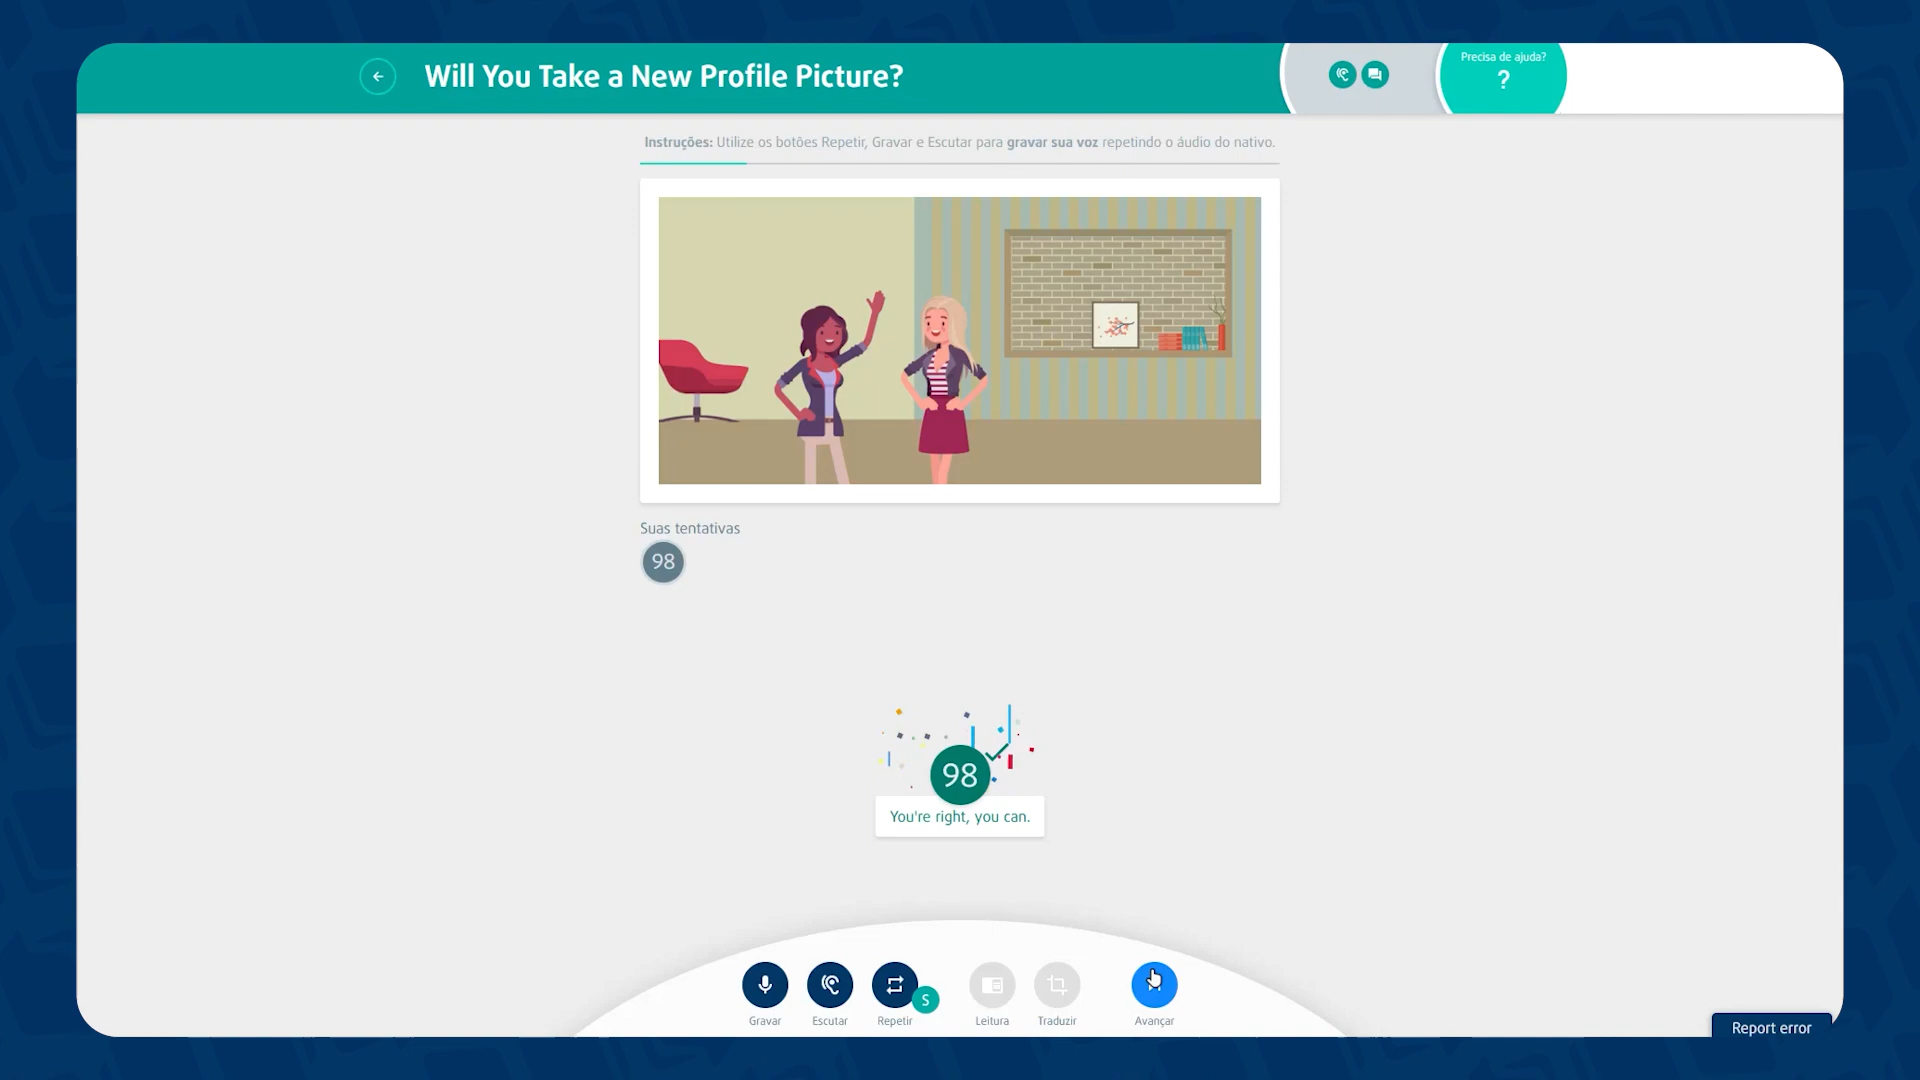 Will You Take a New Profile Picture?
Precisa de ajuda?
?
Instruções: Utilize os botões Repetir, Gravar e Escutar para gravar sua voz repetindo o áudio do nativo.
Suas tentativas
98
98
You're right, you can.
S
Gravar
Escutar
Repetir
Leitura
Traduzir
Avançar
Report error